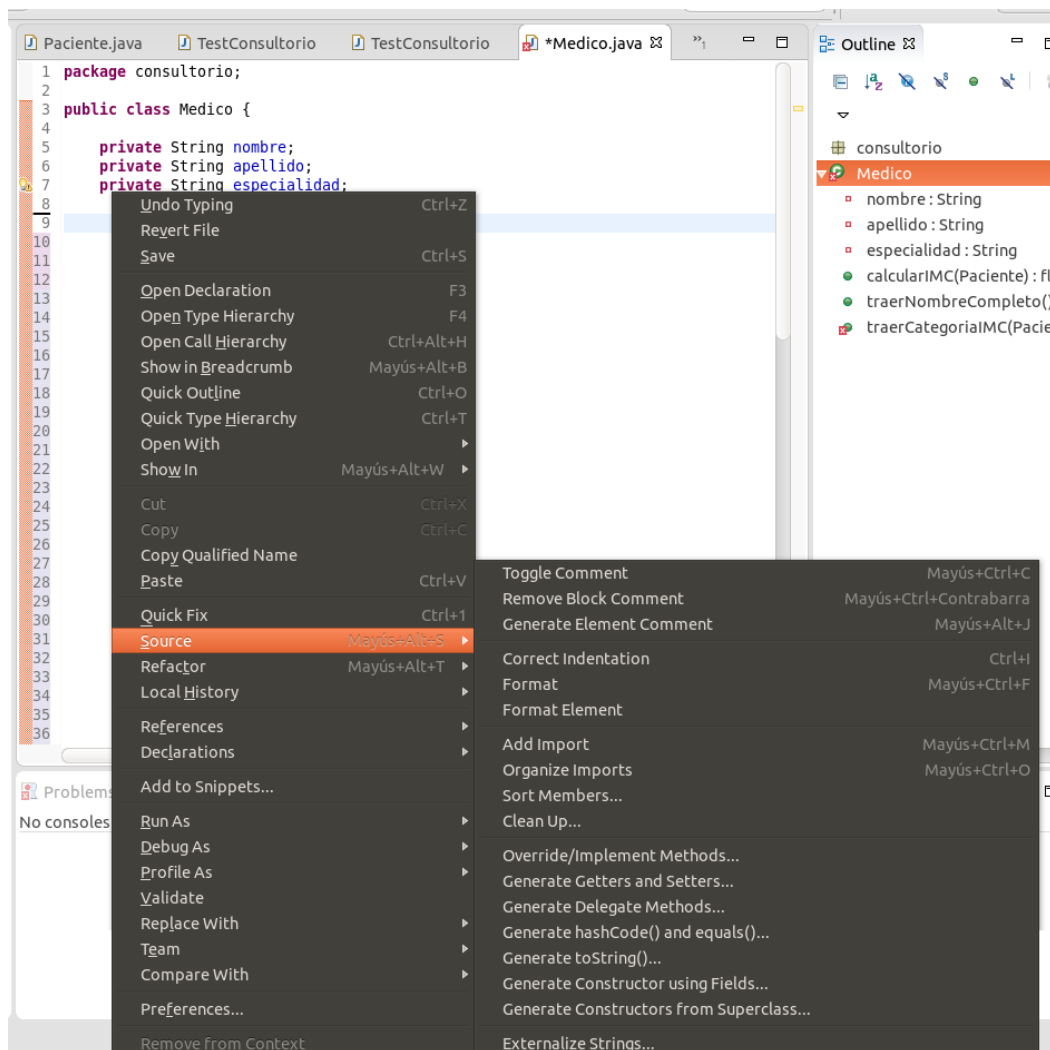 Paciente.java TestConsultorio TestConsultorio *Medico.java »1 Outline
1 package consultorio;
2
3 public class Medico {
4
5 private String nombre;
6 private String apellido;
7 private String especialidad;
8
9
10
11
12
13
14
15
16
17
18
19
20
21
22
23
24
25
26
27
28
29
30
31
32
33
34
35
36
consultorio
Medico
nombre : String
apellido : String
especialidad : String
calcularIMC(Paciente) : fl
traerNombreCompleto()
traerCategoriaIMC(Pacie
Undo Typing Ctrl+Z
Revert File
Save Ctrl+S
Open Declaration F3
Open Type Hierarchy F4
Open Call Hierarchy Ctrl+Alt+H
Show in Breadcrumb Mayús+Alt+B
Quick Outline Ctrl+O
Quick Type Hierarchy Ctrl+T
Open With
Show In Mayús+Alt+W
Cut Ctrl+X
Copy Ctrl+C
Copy Qualified Name
Paste Ctrl+V
Quick Fix Ctrl+1
Source Mayús+Alt+S
Refactor Mayús+Alt+T
Local History
References
Declarations
Add to Snippets...
Run As
Debug As
Profile As
Validate
Replace With
Team
Compare With
Preferences...
Remove from Context
Toggle Comment Mayús+Ctrl+C
Remove Block Comment Mayús+Ctrl+Contrabarra
Generate Element Comment Mayús+Alt+J
Correct Indentation Ctrl+I
Format Mayús+Ctrl+F
Format Element
Add Import Mayús+Ctrl+M
Organize Imports Mayús+Ctrl+O
Sort Members...
Clean Up...
Override/Implement Methods...
Generate Getters and Setters...
Generate Delegate Methods...
Generate hashCode() and equals()...
Generate toString()...
Generate Constructor using Fields...
Generate Constructors from Superclass...
Externalize Strings...
Problems
No consoles